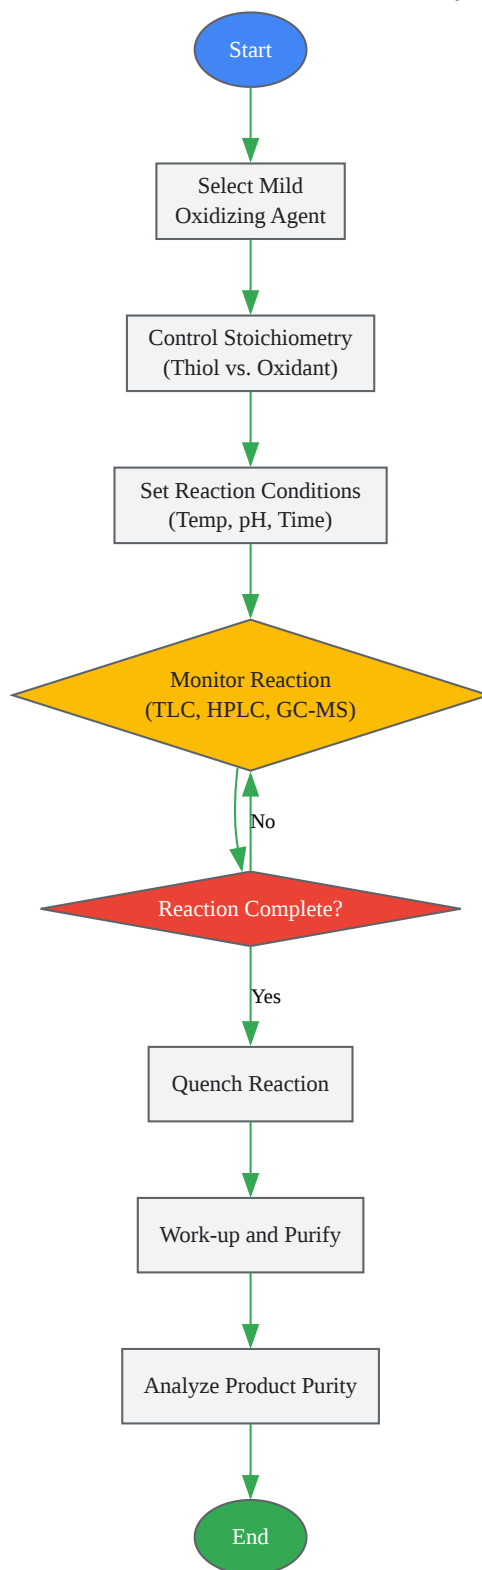 Start
Select Mild
Oxidizing Agent
Control Stoichiometry
(Thiol vs. Oxidant)
Set Reaction Conditions
(Temp, pH, Time)
Monitor Reaction
(TLC, HPLC, GC-MS)
No
Reaction Complete?
Yes
Quench Reaction
Work-up and Purify
Analyze Product Purity
End